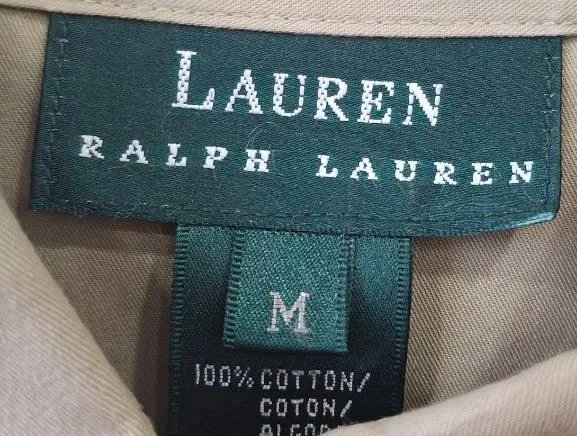 LAUREN
RALPH LAUREN
M
100% COTTON/
COTON/